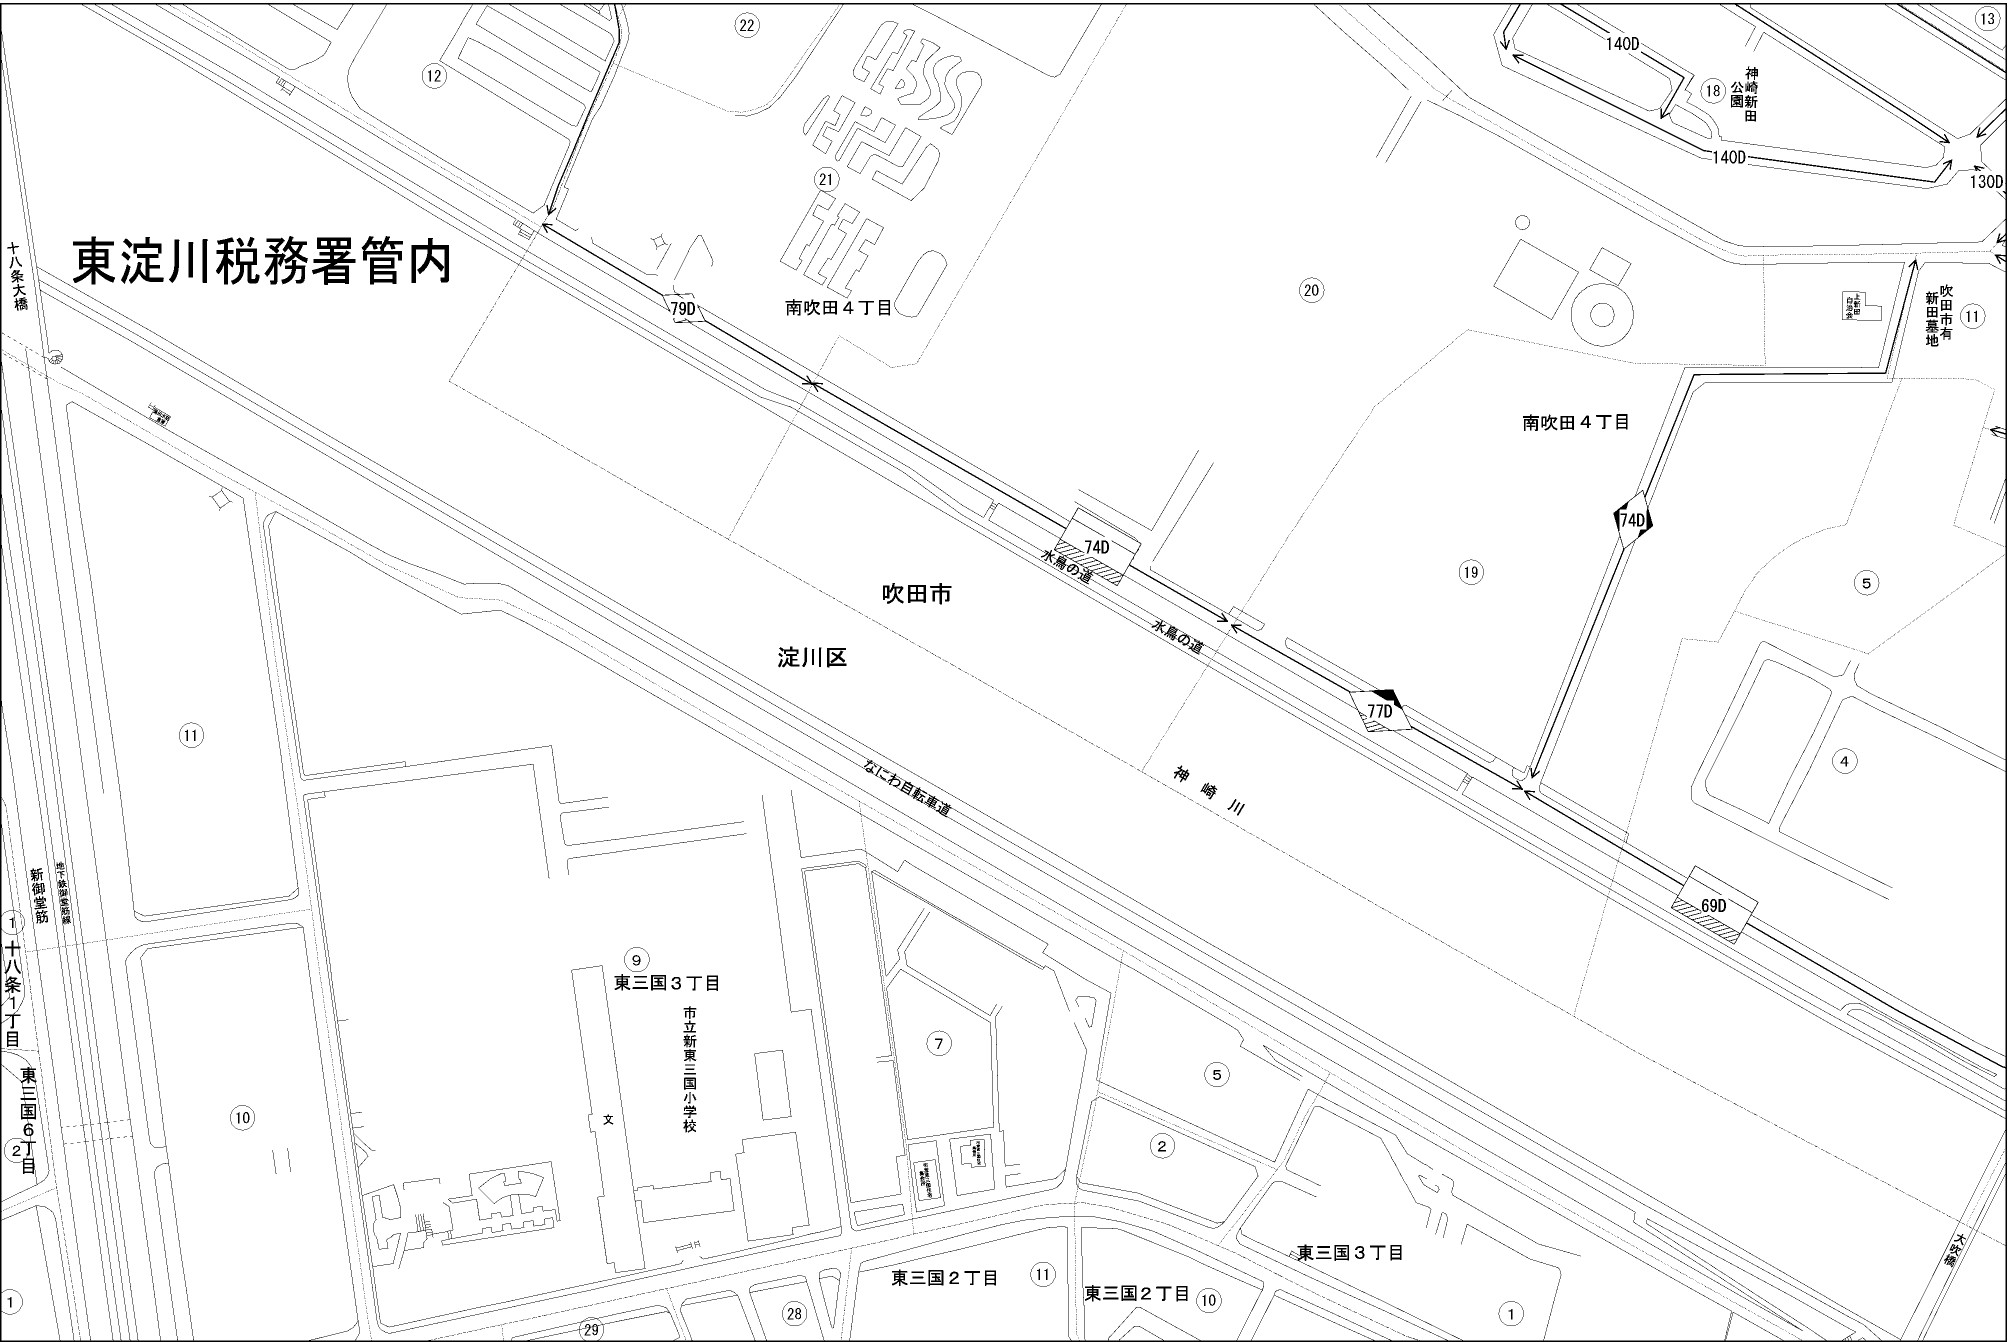 22
13
12
140D
18
神崎新田
公園
140D
21
130D
十八条大橋
東淀川税務署管内
79D
南吹田4丁目
20
上新田
自治会
吹田市有
新田墓地
11
南吹田4丁目
74D
74D
水鳥の道
19
5
吹田市
淀川区
水鳥の道
77D
11
4
なにわ自転車道
神崎川
新御堂筋
地下鉄御堂筋線
69D
1
十八条1丁目
9
東三国3丁目
市立新東三国小学校
7
5
東三国6丁目
2
10
文
2
大吹橋
東三国3丁目
東三国2丁目
11
東三国2丁目
10
1
28
29
1